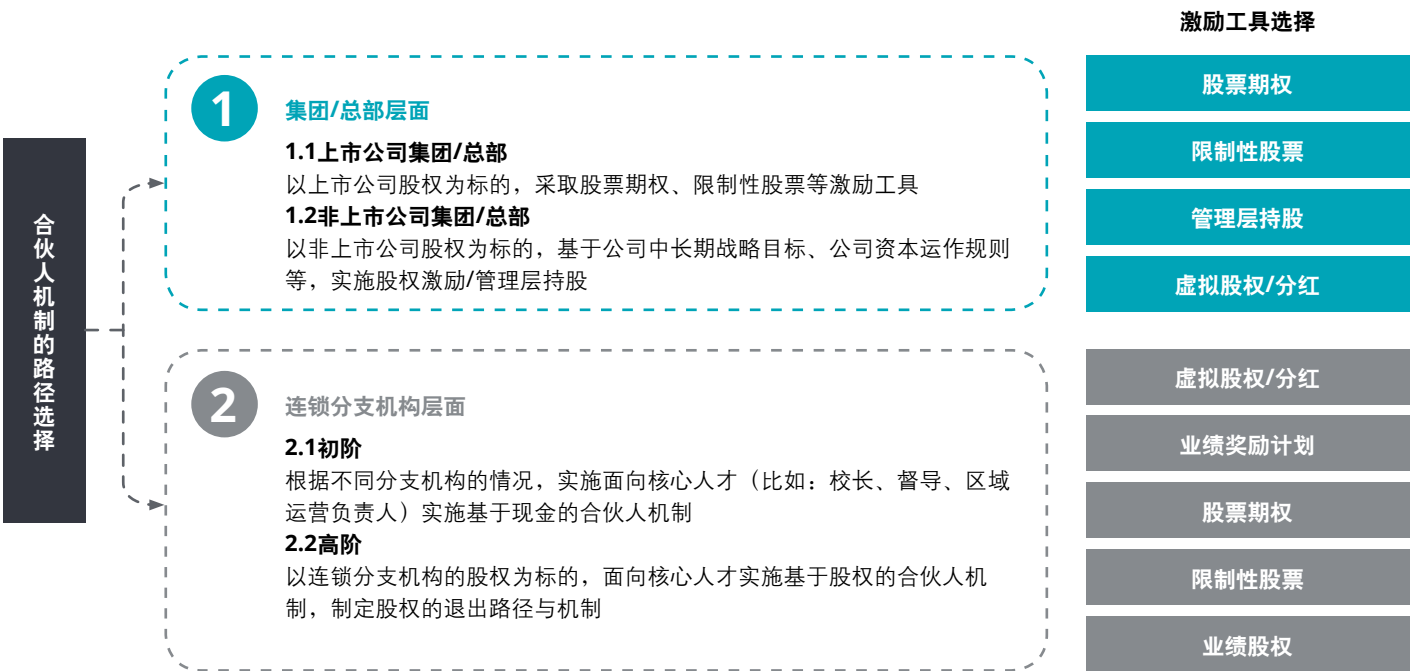 激励工具选择
合伙人机制的路径选择
1
集团/总部层面
1.1上市公司集团/总部
以上市公司股权为标的，采取股票期权、限制性股票等激励工具
1.2非上市公司集团/总部
以非上市公司股权为标的，基于公司中长期战略目标、公司资本运作规则
等，实施股权激励/管理层持股
股票期权
限制性股票
管理层持股
虚拟股权/分红
2
连锁分支机构层面
2.1初阶
根据不同分支机构的情况，实施面向核心人才（比如：校长、督导、区域
运营负责人）实施基于现金的合伙人机制
2.2高阶
以连锁分支机构的股权为标的，面向核心人才实施基于股权的合伙人机
制，制定股权的退出路径与机制
虚拟股权/分红
业绩奖励计划
股票期权
限制性股票
业绩股权